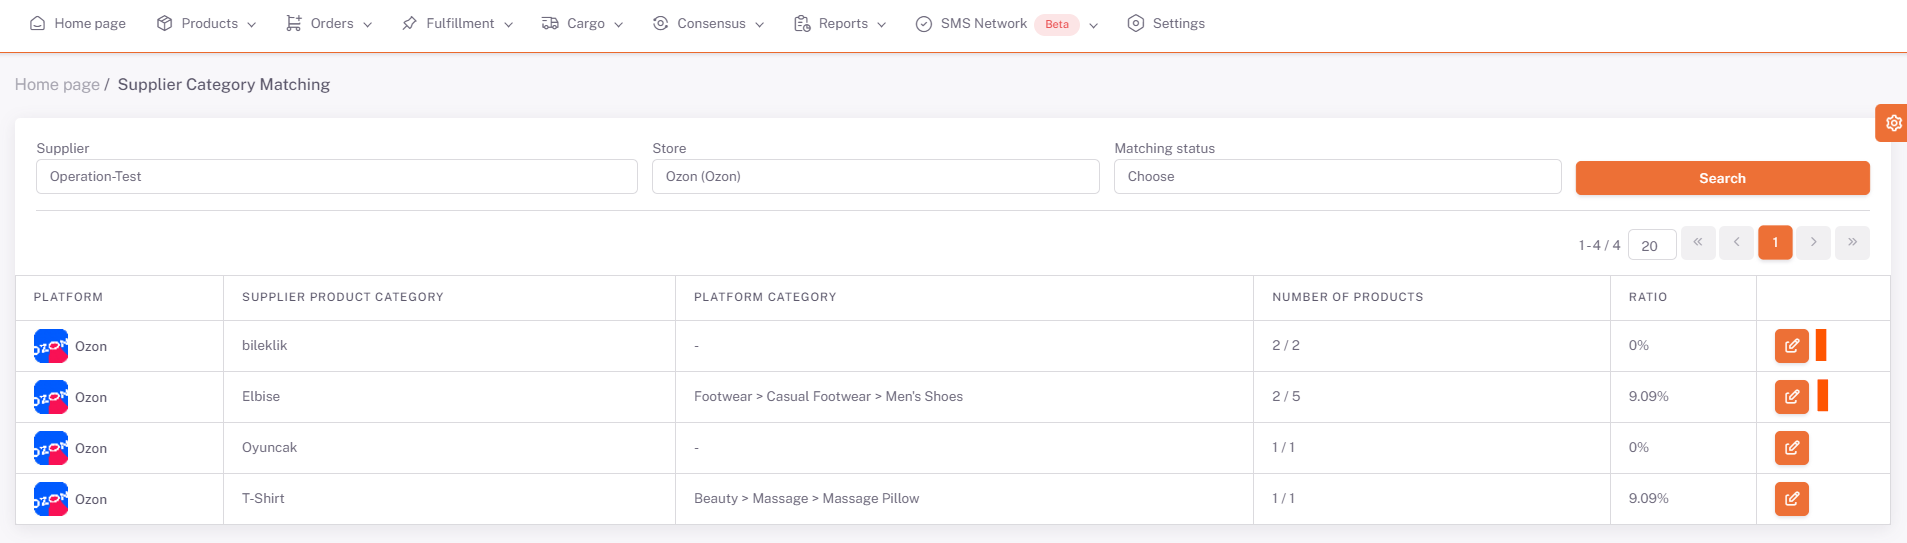 Home page Products Orders Fulfillment Cargo Consensus Reports SMS Network Beta Settings
Home page / Supplier Category Matching
Supplier Store Matching status
Operation-Test Ozon (Ozon) Choose Search
1 - 4 / 4 20 « ‹ 1 › »
PLATFORM SUPPLIER PRODUCT CATEGORY PLATFORM CATEGORY NUMBER OF PRODUCTS RATIO
OZON Ozon bileklik - 2 / 2 0%
OZON Ozon Elbise Footwear > Casual Footwear > Men's Shoes 2 / 5 9.09%
OZON Ozon Oyuncak - 1 / 1 0%
OZON Ozon T-Shirt Beauty > Massage > Massage Pillow 1 / 1 9.09%